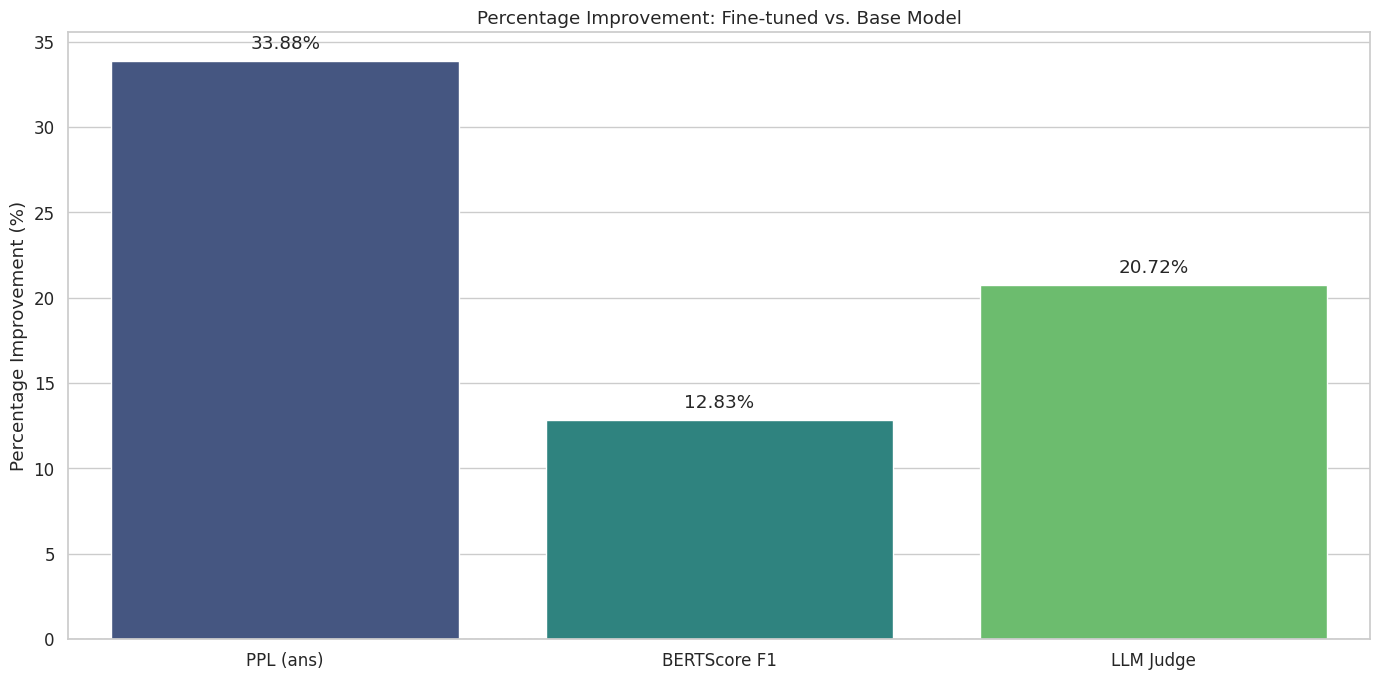 Percentage Improvement: Fine-tuned vs. Base Model
Percentage Improvement (%)
35
30
25
20
15
10
5
0
33.88%
12.83%
20.72%
PPL (ans)
BERTScore F1
LLM Judge